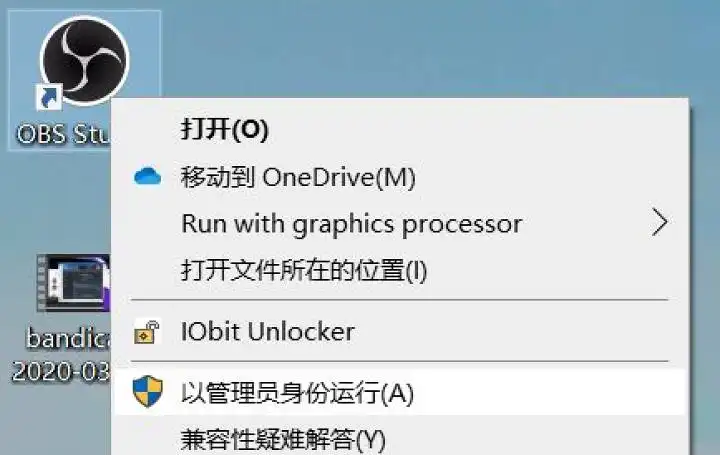 OBS Stu
打开(O)
移动到 OneDrive(M)
Run with graphics processor
打开文件所在的位置(I)
bandica
2020-03
IObit Unlocker
以管理员身份运行(A)
兼容性疑难解答(Y)